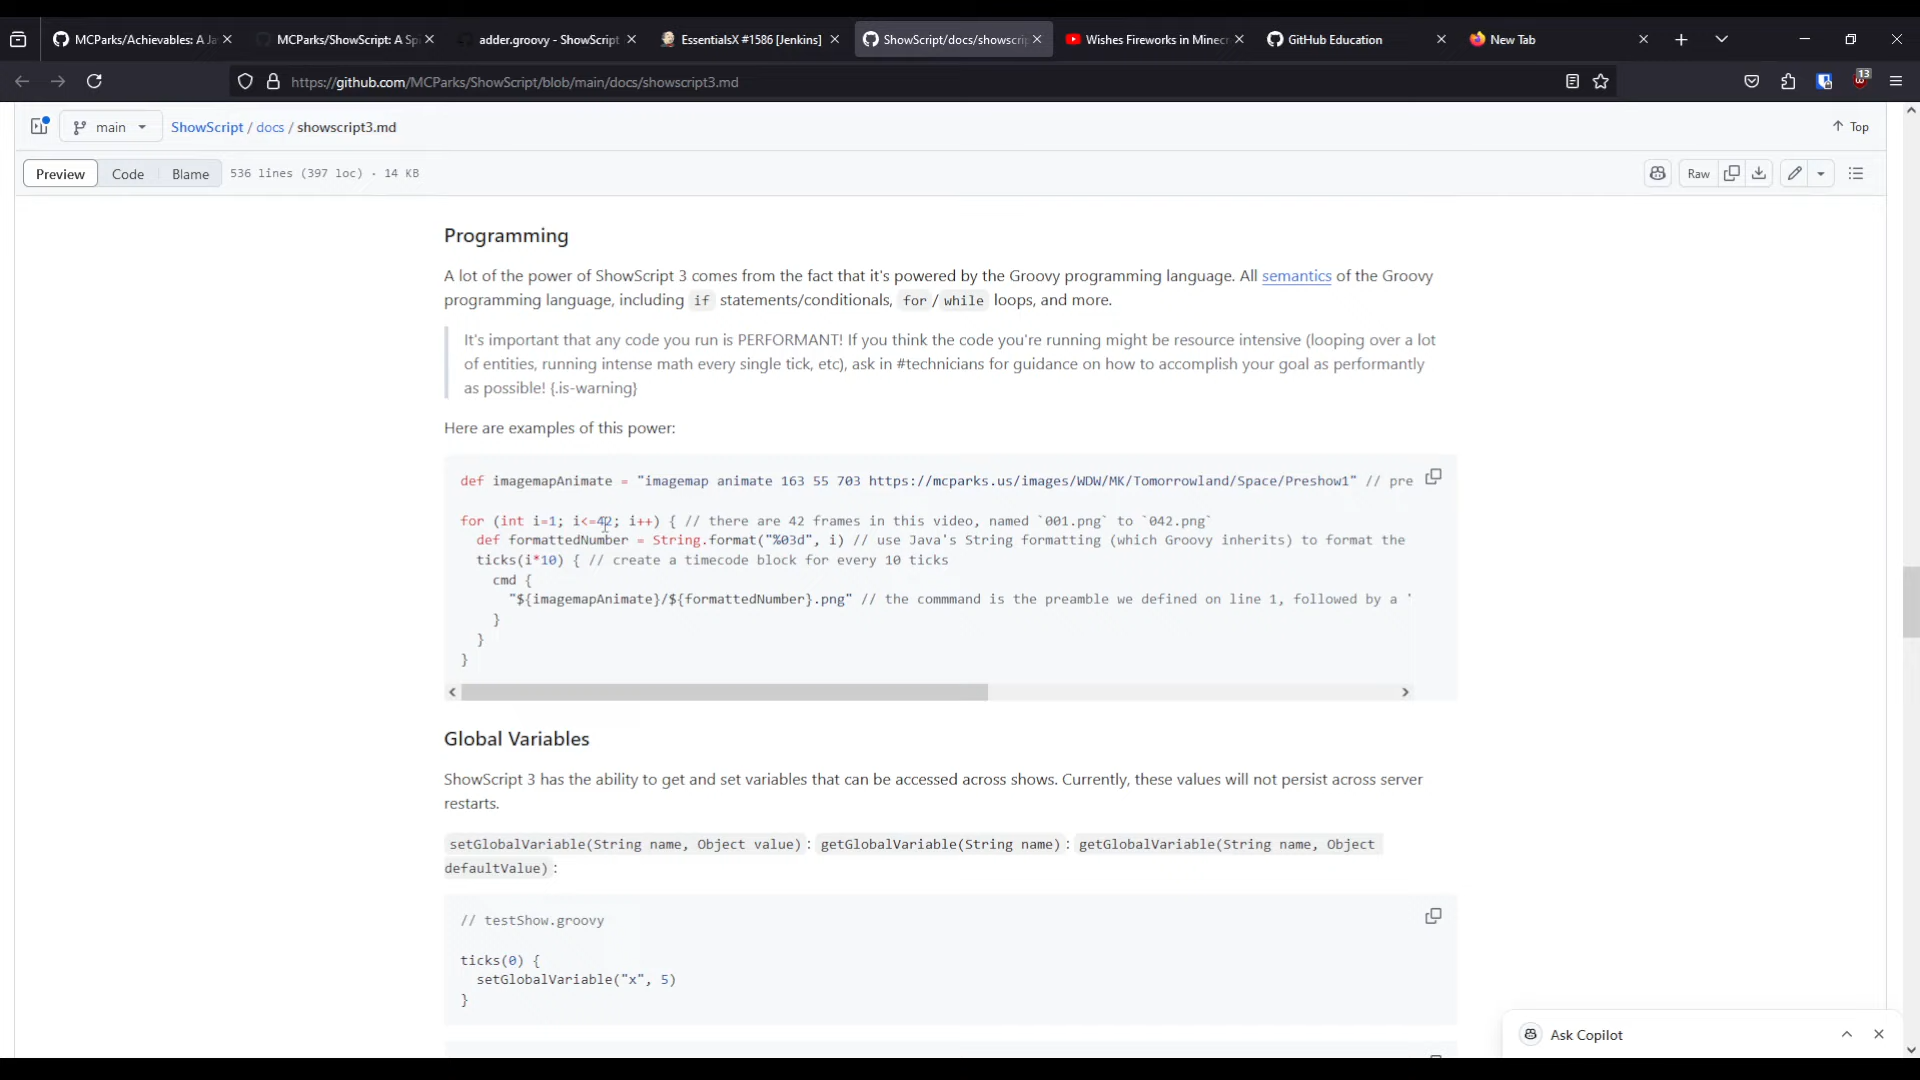 MCParks/Achievables: A Ja
MCParks/ShowScript: A Sp
adder.groovy - ShowScript
EssentialsX #1586 [Jenkins]
ShowScript/docs/showscri
Wishes Fireworks in Minec
GitHub Education
New Tab
https://github.com/MCParks/ShowScript/blob/main/docs/showscript3.md
13
main
ShowScript / docs / showscript3.md
Top
Preview
Code
Blame
536 lines (397 loc) · 14 KB
Raw
Programming
A lot of the power of ShowScript 3 comes from the fact that it's powered by the Groovy programming language. All semantics of the Groovy
programming language, including if statements/conditionals, for / while loops, and more.
It's important that any code you run is PERFORMANT! If you think the code you're running might be resource intensive (looping over a lot
of entities, running intense math every single tick, etc), ask in #technicians for guidance on how to accomplish your goal as performantly
as possible! {.is-warning}
Here are examples of this power:
def imagemapAnimate = "imagemap animate 163 55 703 https://mcparks.us/images/WDW/MK/Tomorrowland/Space/Preshow1" // pre
for (int i=1; i<=42; i++) { // there are 42 frames in this video, named `001.png` to `042.png`
def formattedNumber = String.format("%03d", i) // use Java's String formatting (which Groovy inherits) to format the
ticks(i*10) { // create a timecode block for every 10 ticks
cmd {
"${imagemapAnimate}/${formattedNumber}.png" // the commmand is the preamble we defined on line 1, followed by a '
}
}
}
Global Variables
ShowScript 3 has the ability to get and set variables that can be accessed across shows. Currently, these values will not persist across server
restarts.
setGlobalVariable(String name, Object value) : getGlobalVariable(String name) : getGlobalVariable(String name, Object
defaultValue) :
// testShow.groovy
ticks(0) {
setGlobalVariable("x", 5)
}
Ask Copilot